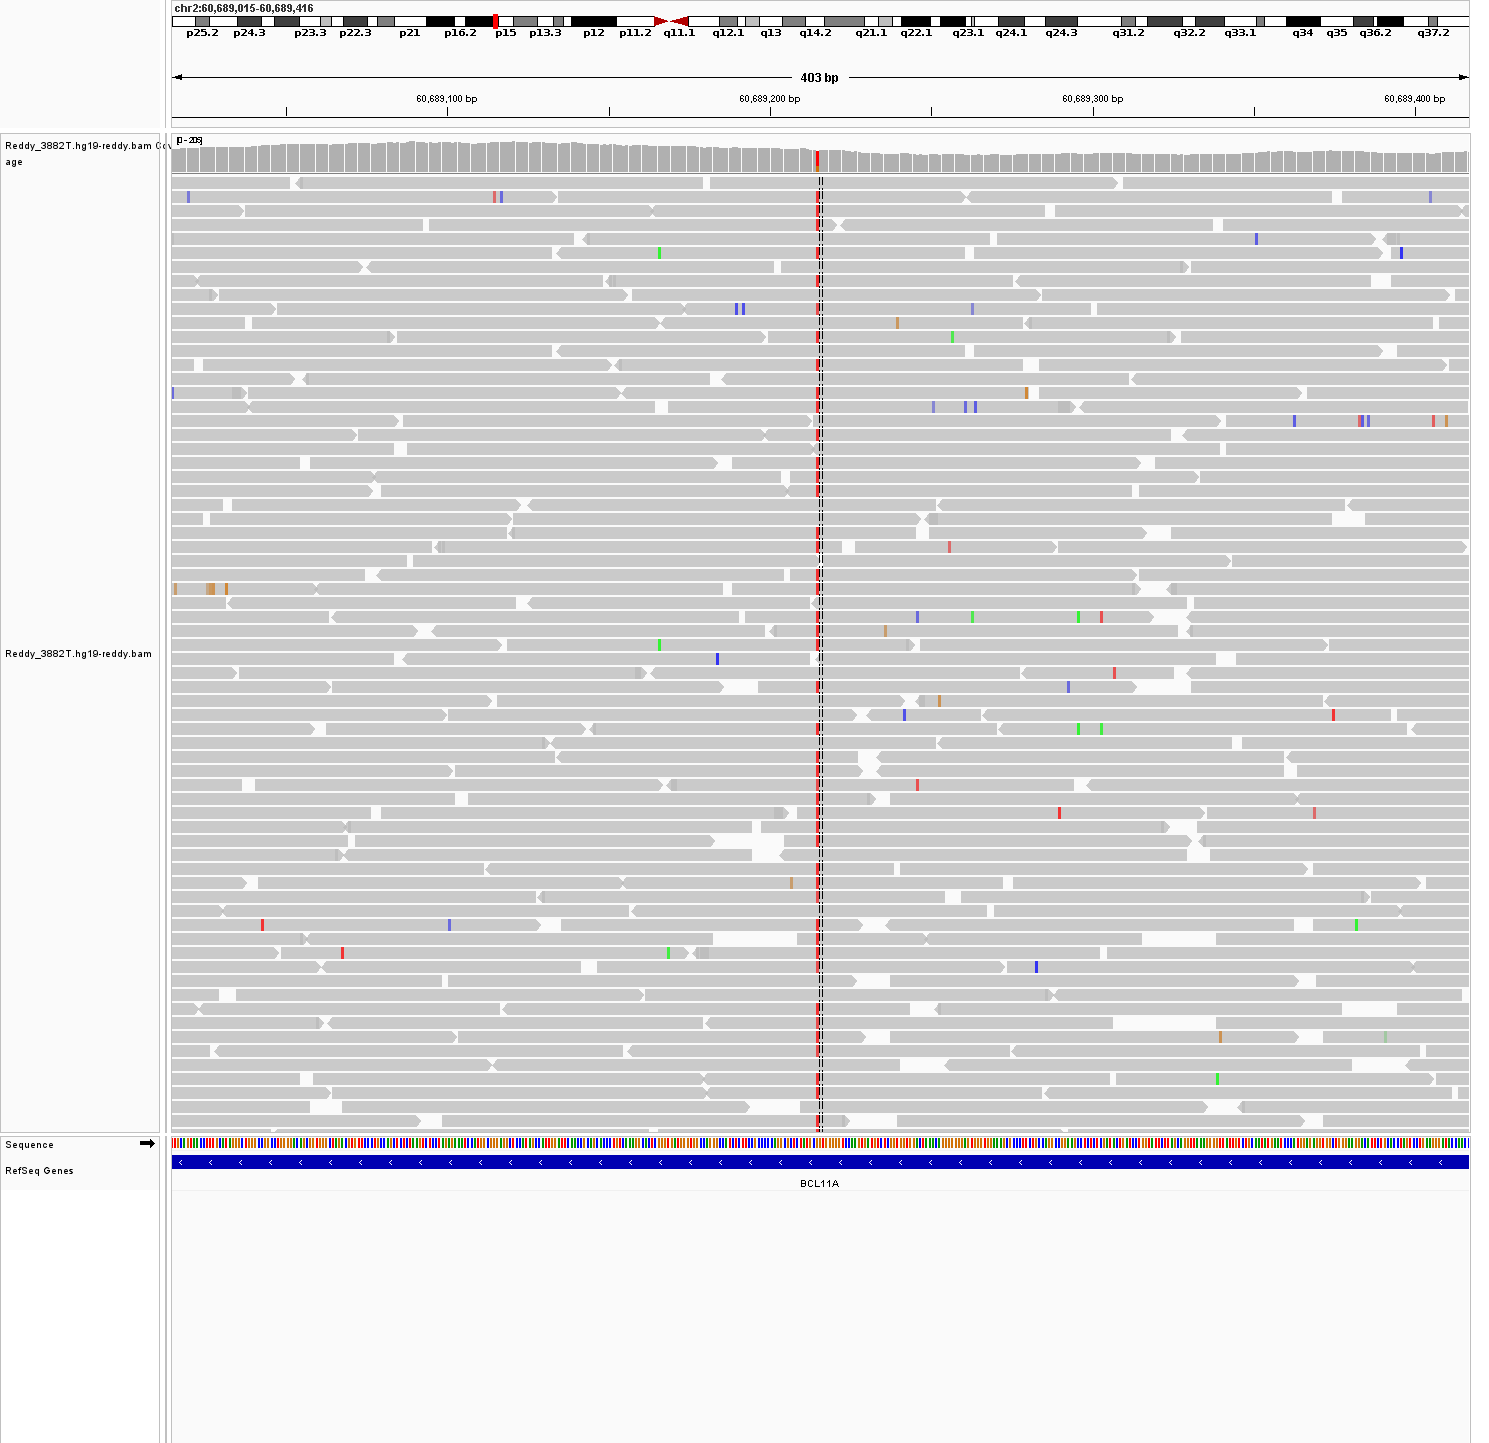 chr2:60,689,015-60,689,416
p25.2 p24.3 p23.3 p22.3 p21 p16.2 p15 p13.3 p12 p11.2 q11.1 q12.1 q13 q14.2 q21.1 q22.1 q23.1 q24.1 q24.3 q31.2 q32.2 q33.1 q34 q35 q36.2 q37.2
403 bp
60,689,100 bp 60,689,200 bp 60,689,300 bp 60,689,400 bp
[0 - 205]
Reddy_3882T.hg19-reddy.bam Cov
age
Reddy_3882T.hg19-reddy.bam
Sequence
RefSeq Genes
BCL11A